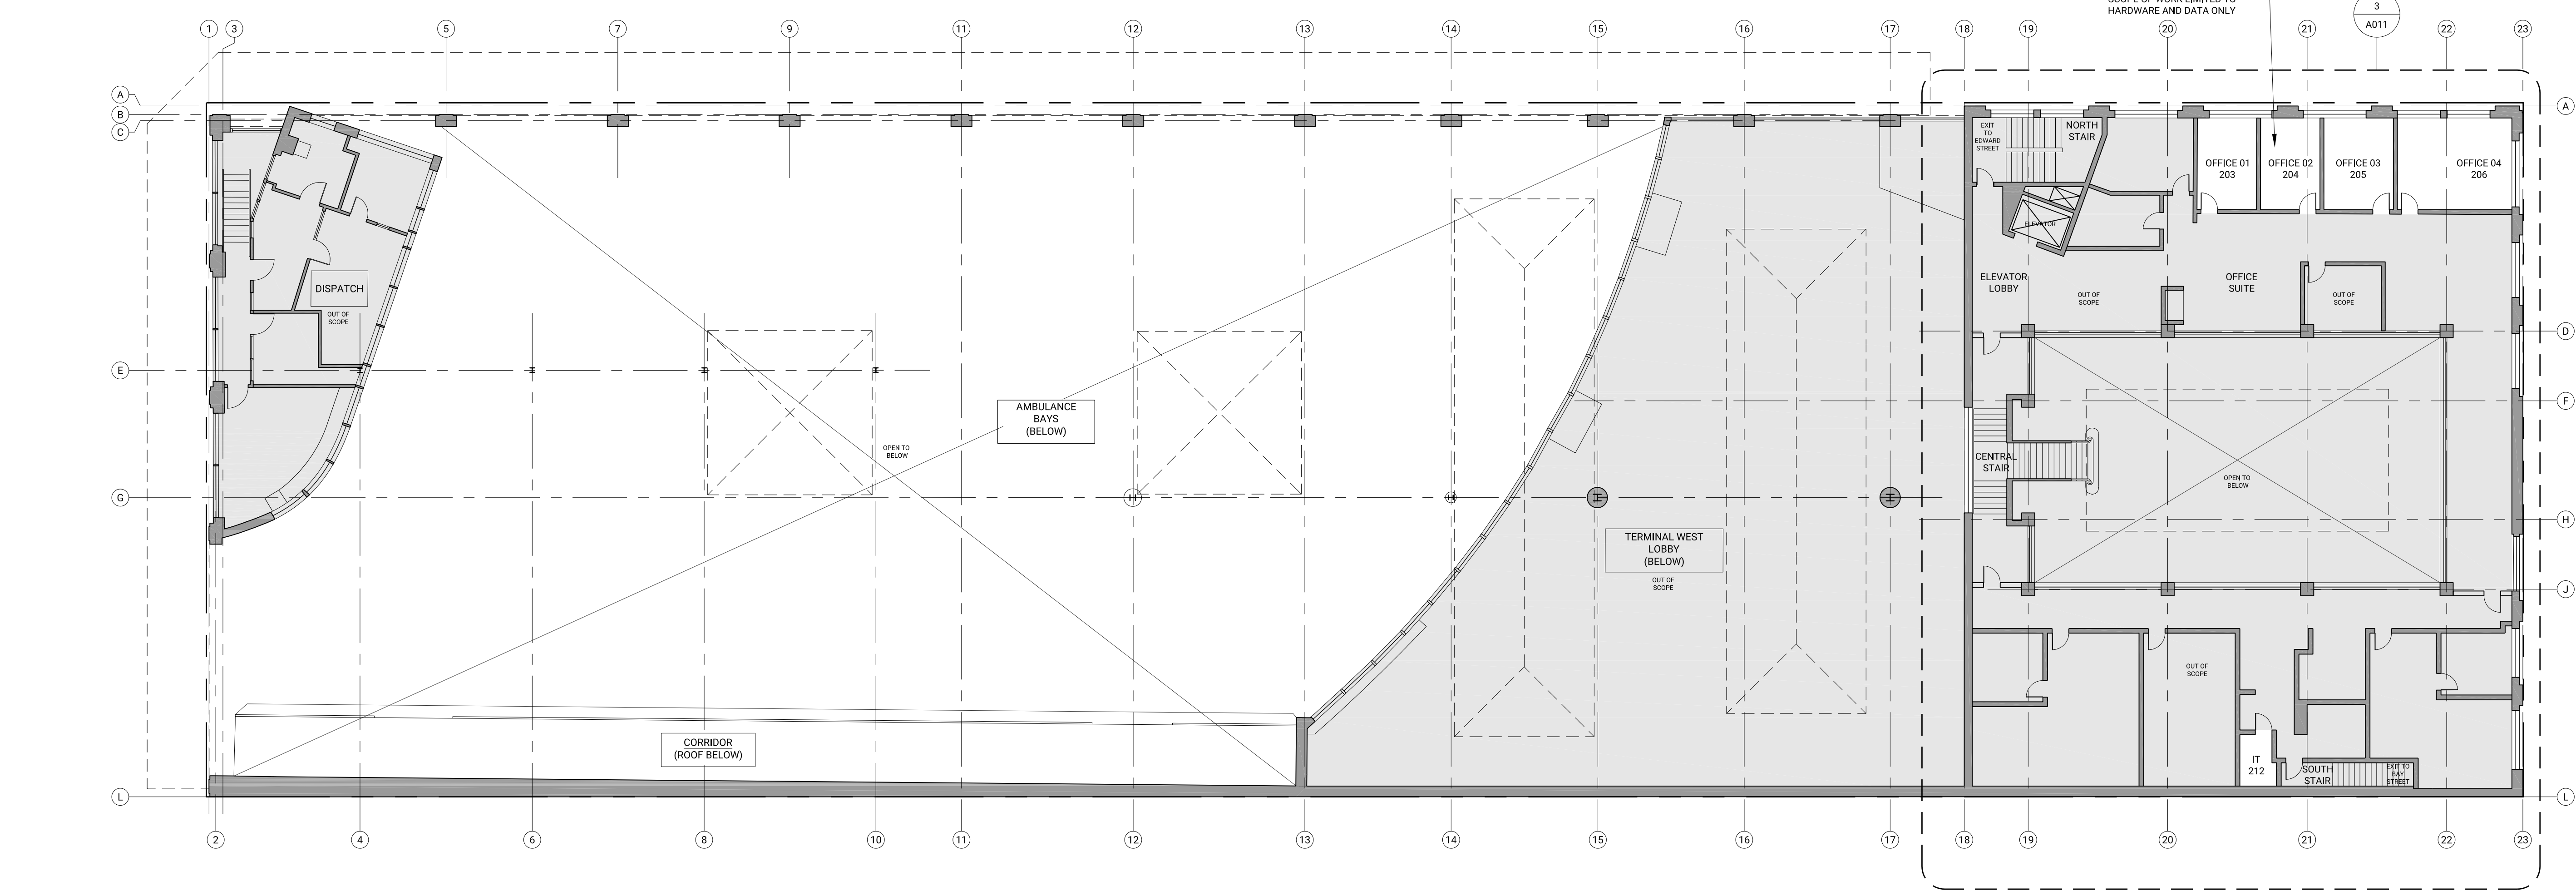 SCOPE OF WORK LIMITED TO
HARDWARE AND DATA ONLY
3
A011
1
3
5
7
9
11
12
13
14
15
16
17
18
19
20
21
22
23
A
B
C
A
EXIT
TO
EDWARD
STREET
NORTH
STAIR
OFFICE 01
203
OFFICE 02
204
OFFICE 03
205
OFFICE 04
206
ELEVATOR
ELEVATOR
LOBBY
OUT OF
SCOPE
OFFICE
SUITE
OUT OF
SCOPE
DISPATCH
OUT OF
SCOPE
D
E
F
AMBULANCE
BAYS
(BELOW)
OPEN TO
BELOW
CENTRAL
STAIR
OPEN TO
BELOW
G
H
TERMINAL WEST
LOBBY
(BELOW)
OUT OF
SCOPE
J
OUT OF
SCOPE
CORRIDOR
(ROOF BELOW)
IT
212
SOUTH
STAIR
EXIT TO
BAY
STREET
L
L
2
4
6
8
10
11
12
13
14
15
16
17
18
19
20
21
22
23